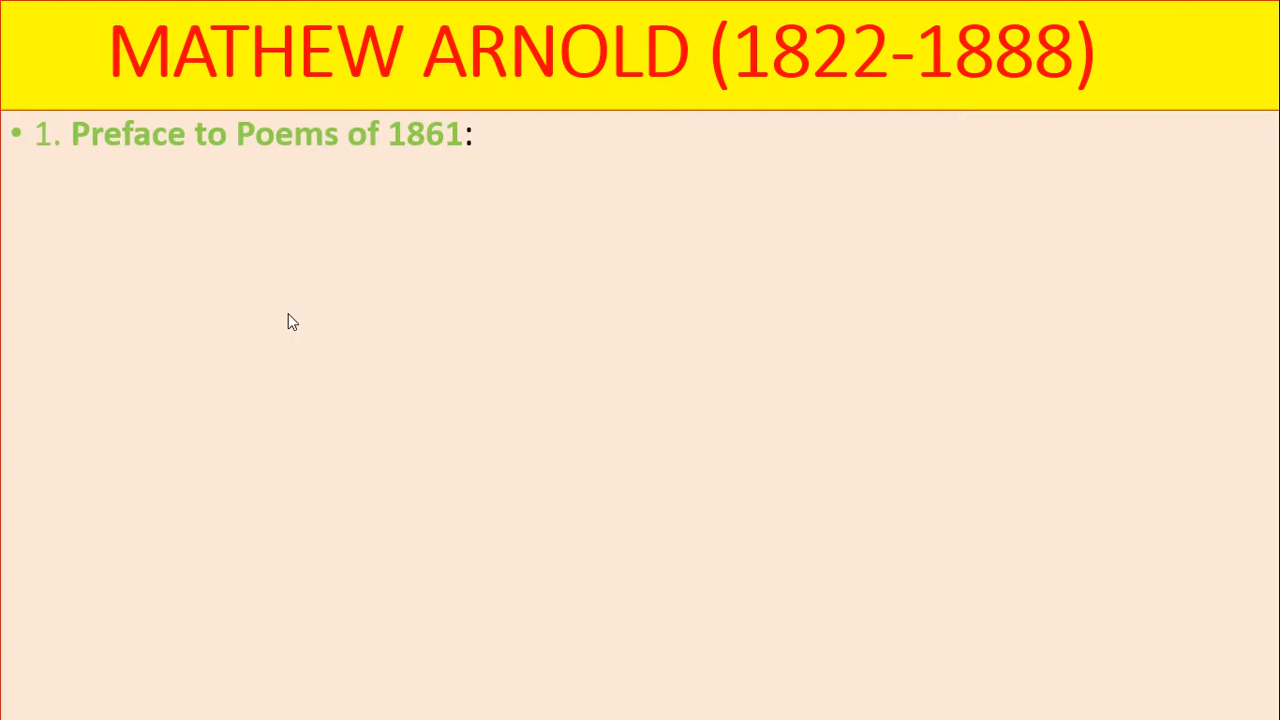 MATHEW ARNOLD (1822-1888)
• 1. Preface to Poems of 1861: